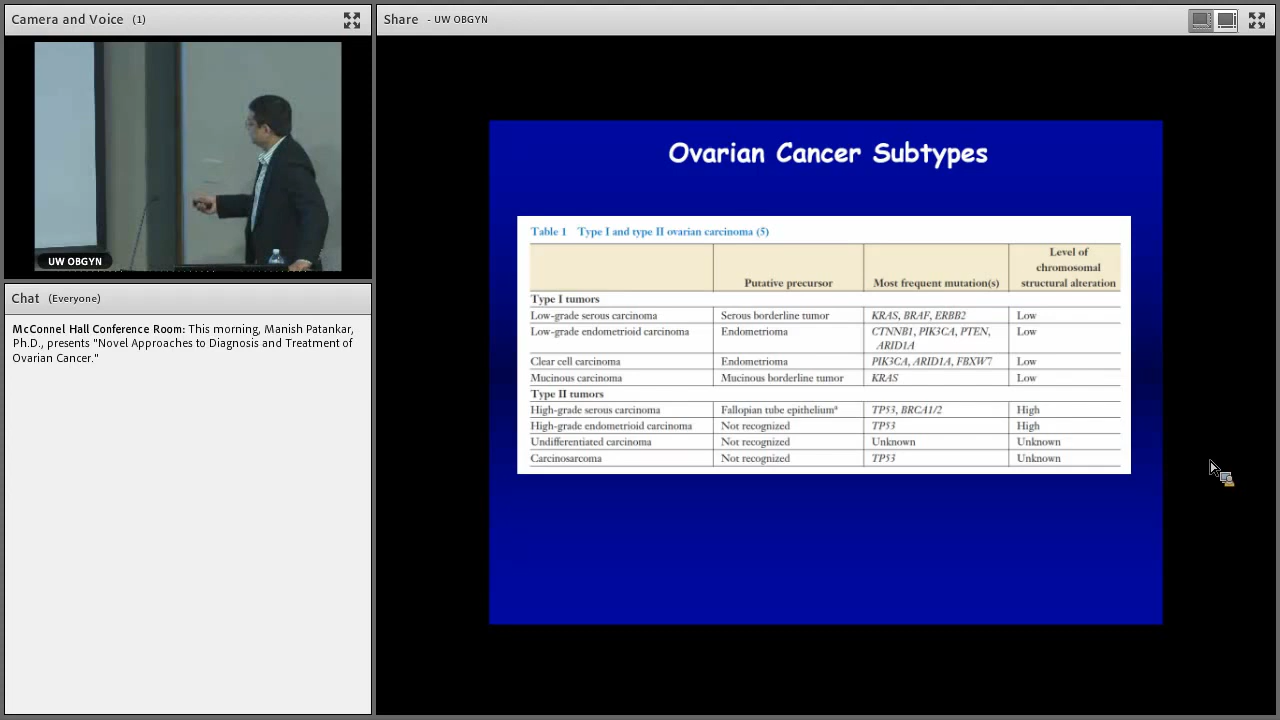 Camera and Voice (1)
UW OBGYN
Chat (Everyone)
McConnel Hall Conference Room: This morning, Manish Patankar,
Ph.D., presents "Novel Approaches to Diagnosis and Treatment of
Ovarian Cancer."
Share - UW OBGYN
Ovarian Cancer Subtypes
Table 1 Type I and type II ovarian carcinoma (5)
Putative precursor Most frequent mutation(s) Level of chromosomal structural alteration
Type I tumors
Low-grade serous carcinoma Serous borderline tumor KRAS, BRAF, ERBB2 Low
Low-grade endometrioid carcinoma Endometrioma CTNNB1, PIK3CA, PTEN, ARID1A Low
Clear cell carcinoma Endometrioma PIK3CA, ARID1A, FBXW7 Low
Mucinous carcinoma Mucinous borderline tumor KRAS Low
Type II tumors
High-grade serous carcinoma Fallopian tube epitheliumᵃ TP53, BRCA1/2 High
High-grade endometrioid carcinoma Not recognized TP53 High
Undifferentiated carcinoma Not recognized Unknown Unknown
Carcinosarcoma Not recognized TP53 Unknown